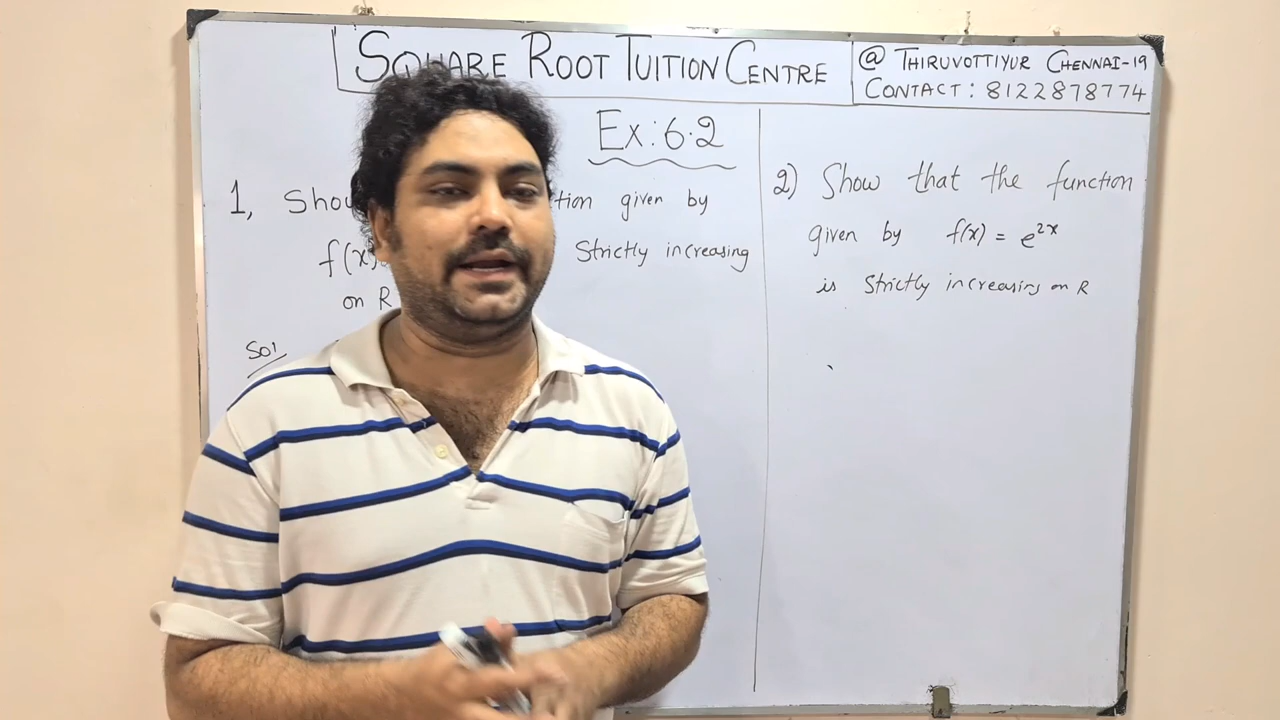 SQUARE ROOT TUITION CENTRE
@ THIRUVOTTIYUR CHENNAI-19
CONTACT : 8122878774
Ex: 6.2
1, Show tion given by
f(x) Strictly increasing
on R
Sol
2) Show that the function
given by f(x) = e^2x
is Strictly increasing on R